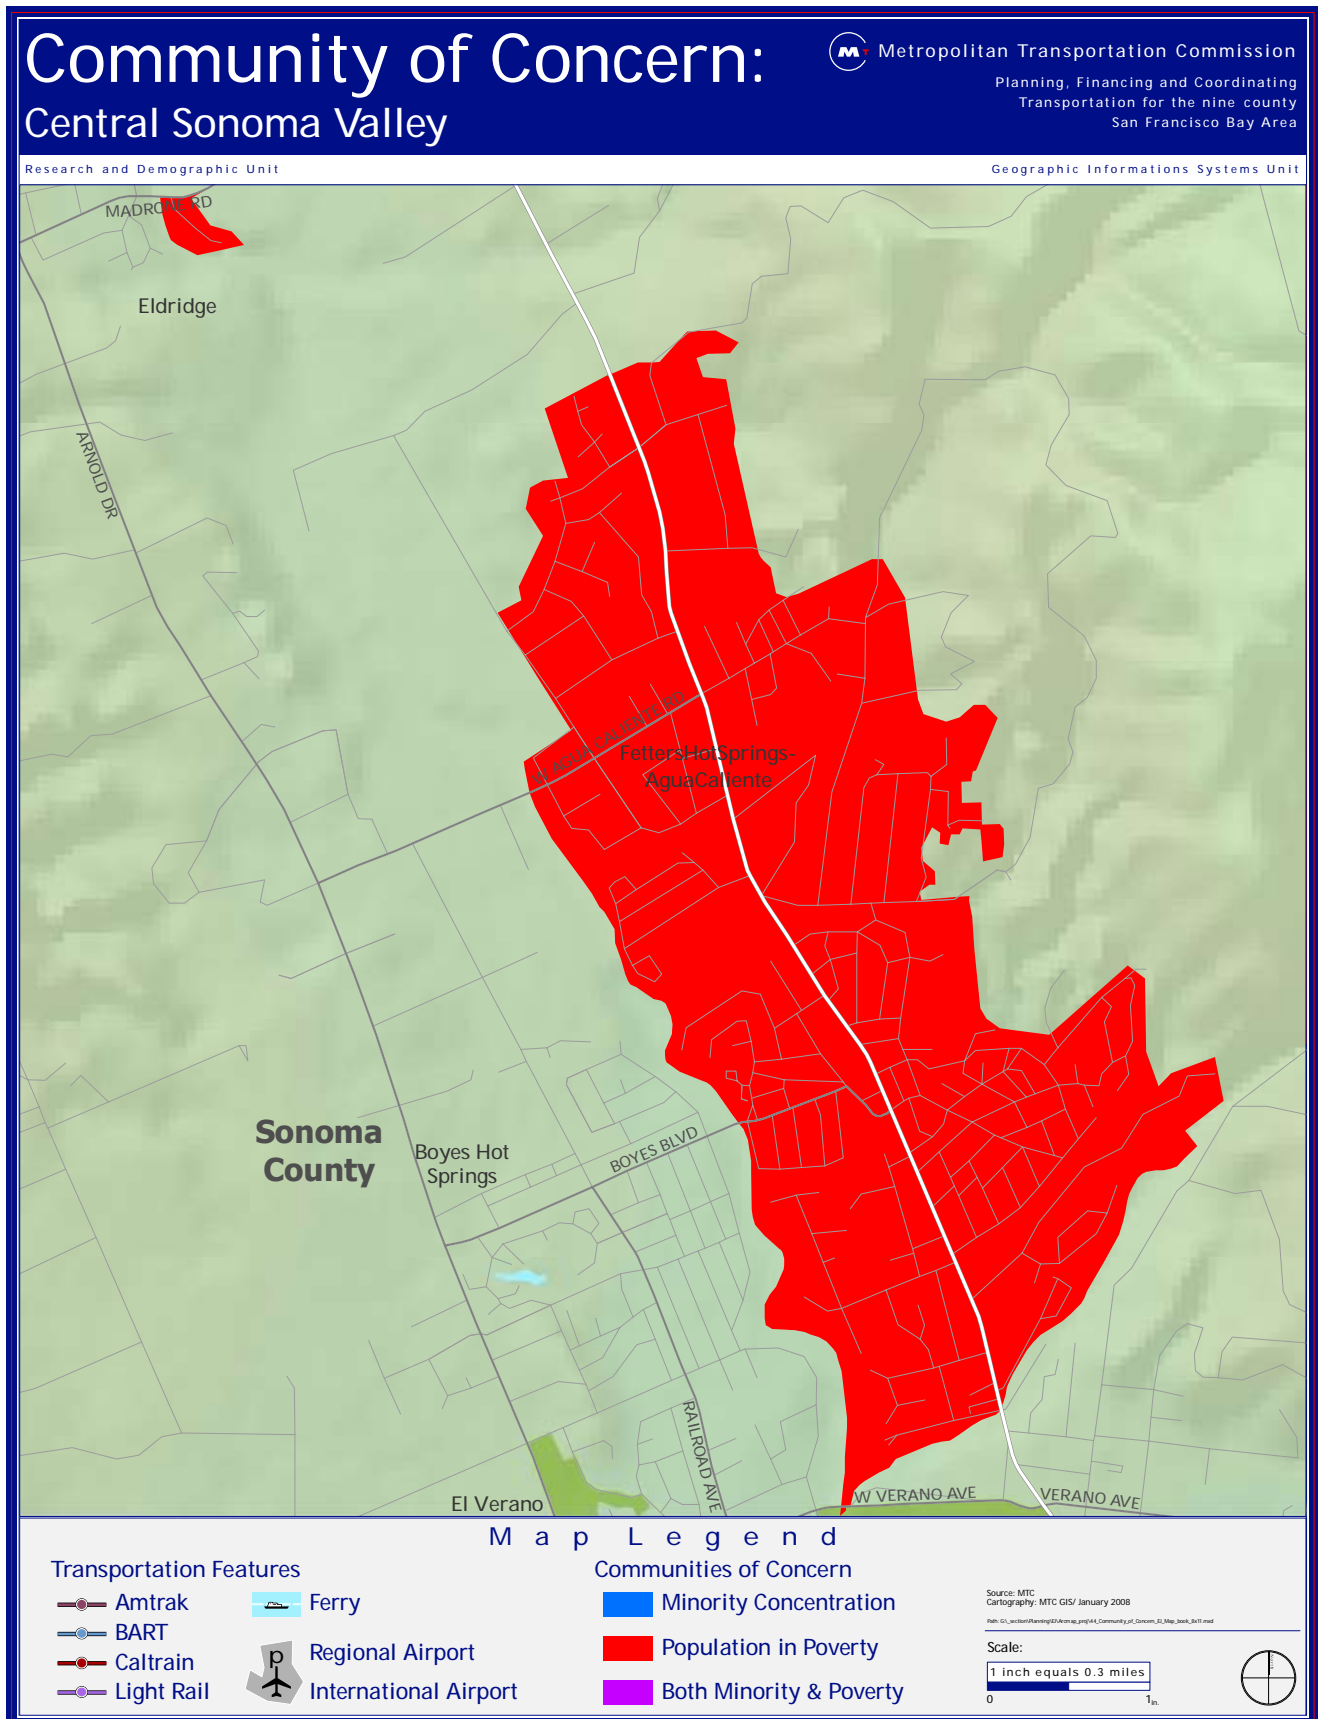 Community of Concern:
Central Sonoma Valley
Metropolitan Transportation Commission
Planning, Financing and Coordinating
Transportation for the nine county
San Francisco Bay Area
Research and Demographic Unit
Geographic Informations Systems Unit
MADRONE RD
Eldridge
ARNOLD DR
W AGUA CALIENTE RD
FettersHotSprings-
AguaCaliente
Sonoma
County
Boyes Hot
Springs
BOYES BLVD
RAILROAD AVE
El Verano
W VERANO AVE
VERANO AVE
Map Legend
Transportation Features
Amtrak
BART
Caltrain
Light Rail
Ferry
p
Regional Airport
International Airport
Communities of Concern
Minority Concentration
Population in Poverty
Both Minority & Poverty
Source: MTC
Cartography: MTC GIS/ January 2008
Scale:
1 inch equals 0.3 miles
0 1in.